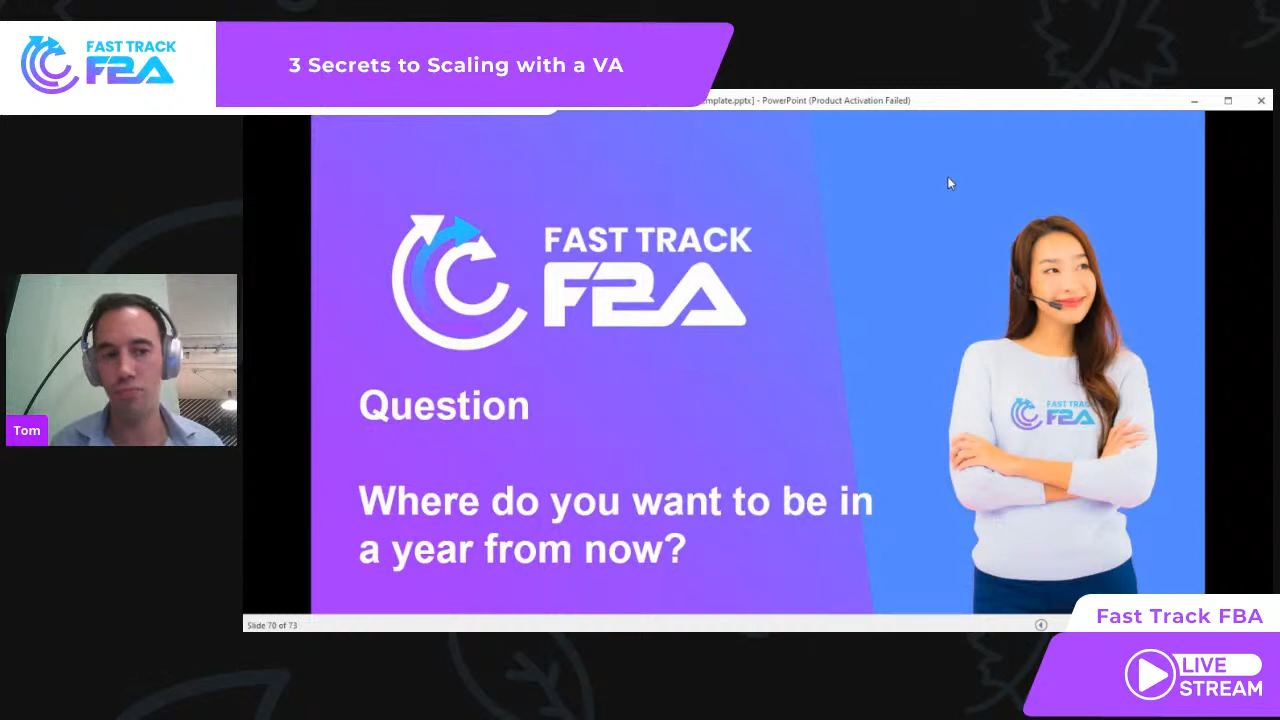 FAST TRACK
FBA
3 Secrets to Scaling with a VA
emplate.pptx] - PowerPoint (Product Activation Failed)
FAST TRACK
FBA
Question
Where do you want to be in
a year from now?
FAST TRACK
FBA
Tom
Slide 70 of 73
Fast Track FBA
LIVE
STREAM